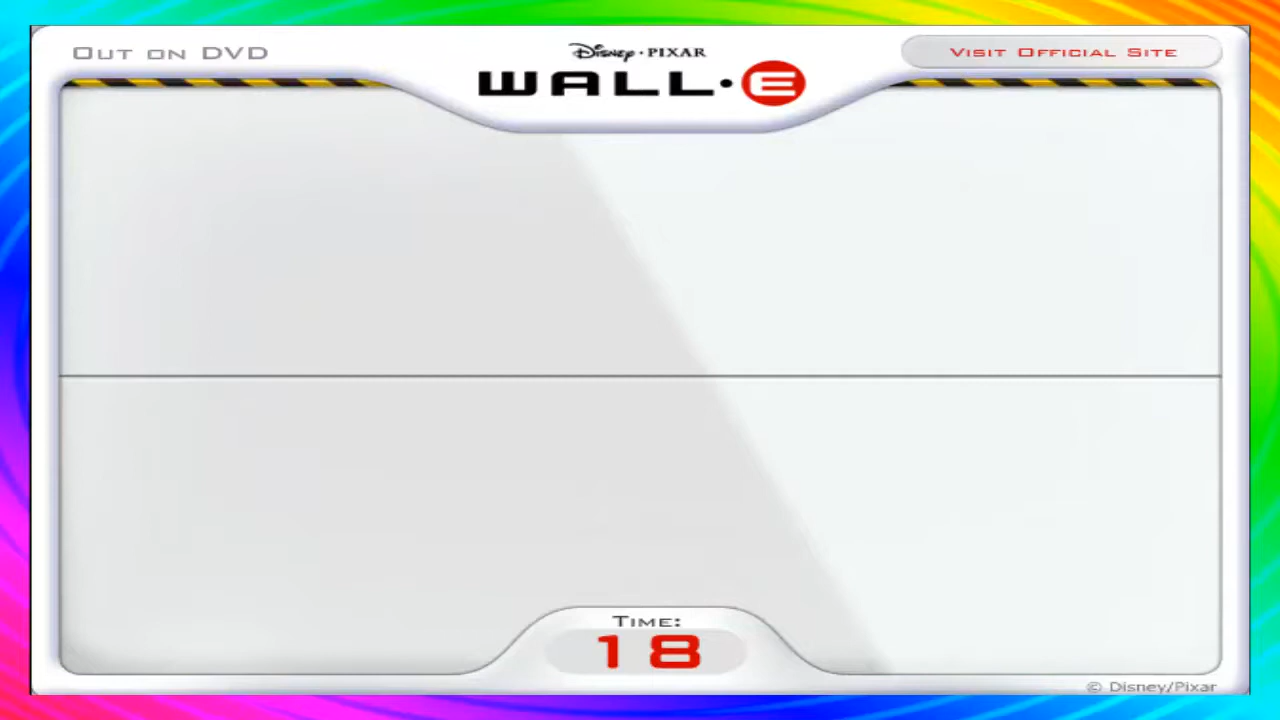 Out on DVD
Disney · PIXAR
WALL·E
Visit Official Site
Time:
18
© Disney/Pixar